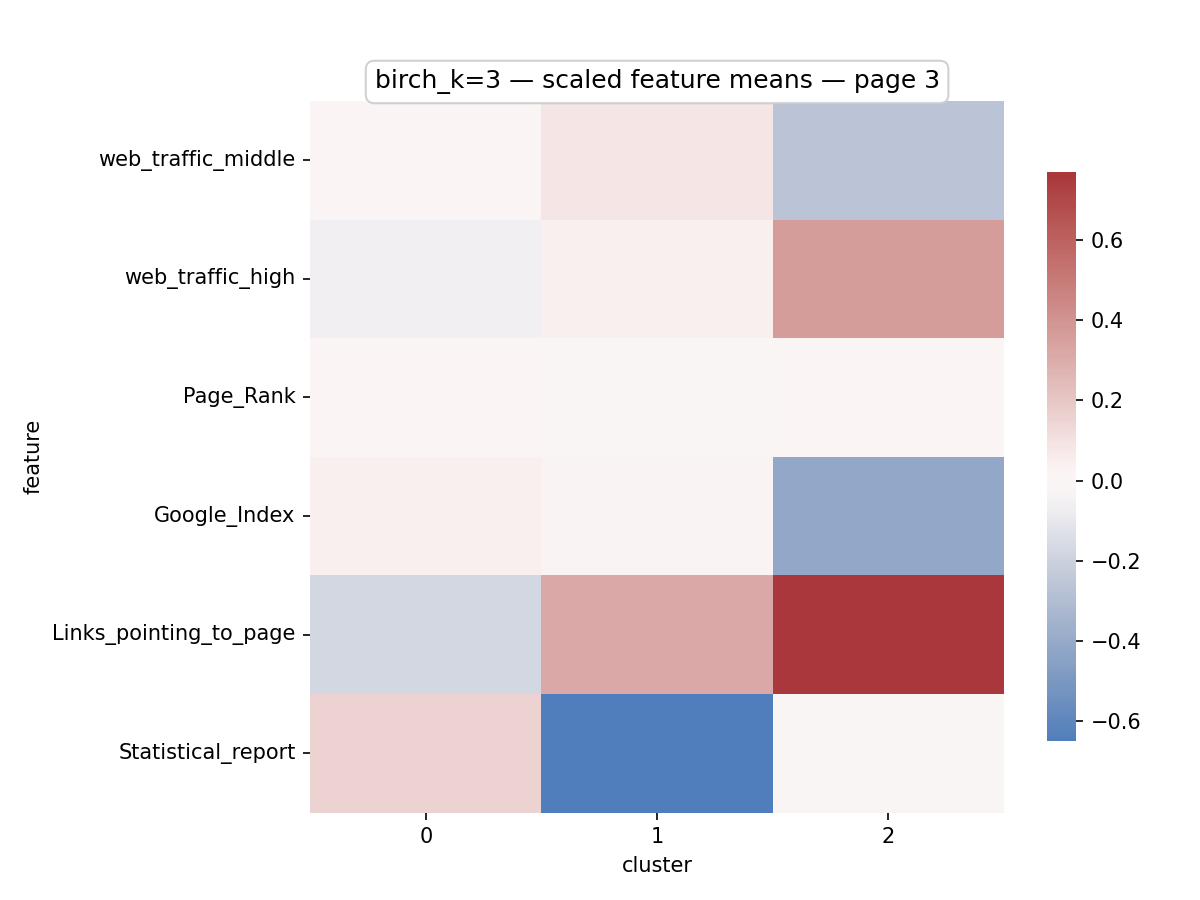 birch_k=3 — scaled feature means — page 3
web_traffic_middle
web_traffic_high
Page_Rank
Google_Index
Links_pointing_to_page
Statistical_report
feature
0
1
2
cluster
0.6
0.4
0.2
0.0
−0.2
−0.4
−0.6